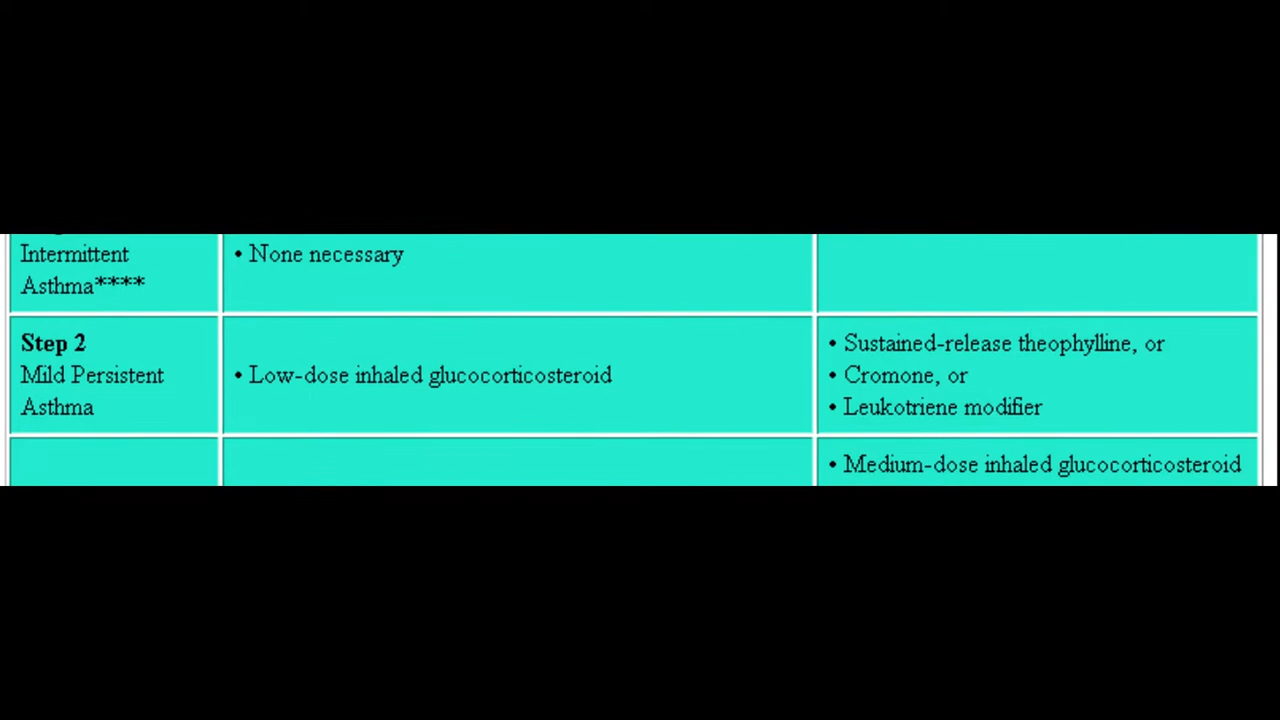 Intermittent
Asthma****
• None necessary
Step 2
Mild Persistent
Asthma
• Low-dose inhaled glucocorticosteroid
• Sustained-release theophylline, or
• Cromone, or
• Leukotriene modifier
• Medium-dose inhaled glucocorticosteroid